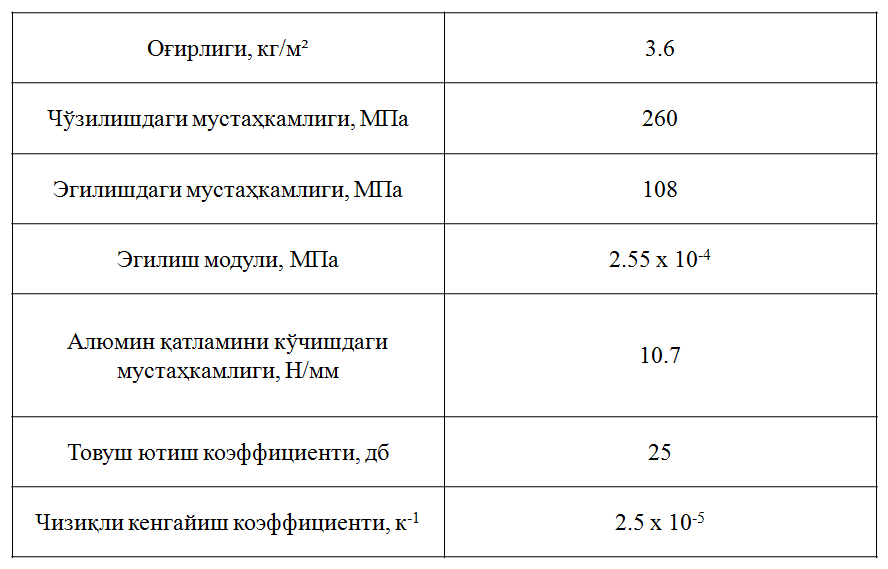 Оғирлиги, кг/м²
3.6
Чўзилишдаги мустаҳкамлиги, МПа
260
Эгилишдаги мустаҳкамлиги, МПа
108
Эгилиш модули, МПа
2.55 x 10⁻⁴
Алюмин қатламини кўчишдаги
мустаҳкамлиги, Н/мм
10.7
Товуш ютиш коэффициенти, дб
25
Чизиқли кенгайиш коэффициенти, к⁻¹
2.5 x 10⁻⁵